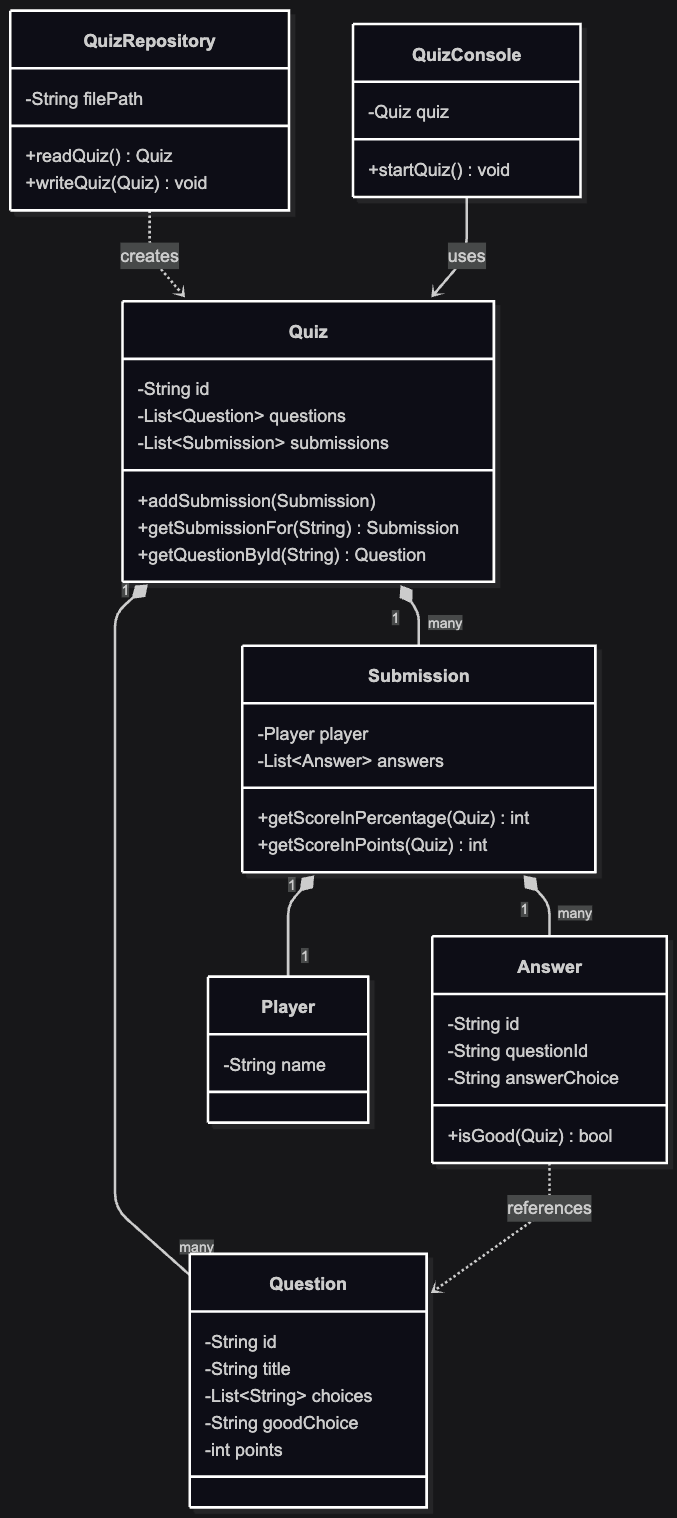 QuizRepository
-String filePath
+readQuiz() : Quiz
+writeQuiz(Quiz) : void
QuizConsole
-Quiz quiz
+startQuiz() : void
creates
uses
Quiz
-String id
-List<Question> questions
-List<Submission> submissions
+addSubmission(Submission)
+getSubmissionFor(String) : Submission
+getQuestionById(String) : Question
1
1
many
Submission
-Player player
-List<Answer> answers
+getScoreInPercentage(Quiz) : int
+getScoreInPoints(Quiz) : int
1
1
many
1
Player
-String name
Answer
-String id
-String questionId
-String answerChoice
+isGood(Quiz) : bool
references
many
Question
-String id
-String title
-List<String> choices
-String goodChoice
-int points